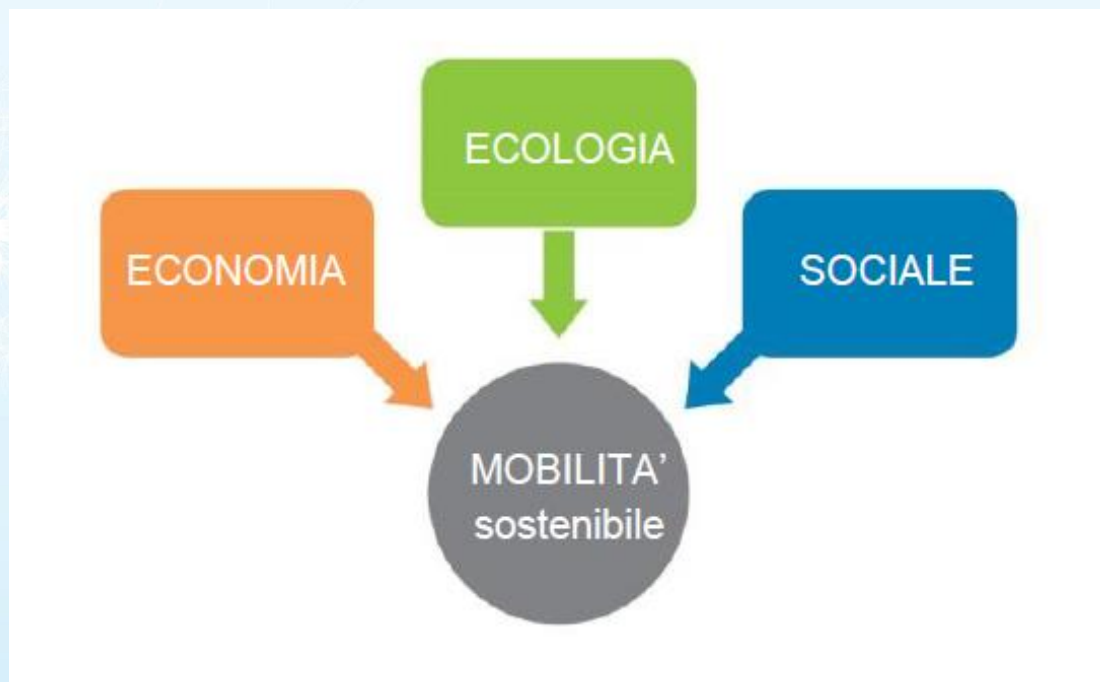 ECOLOGIA
ECONOMIA
SOCIALE
MOBILITA’
sostenibile